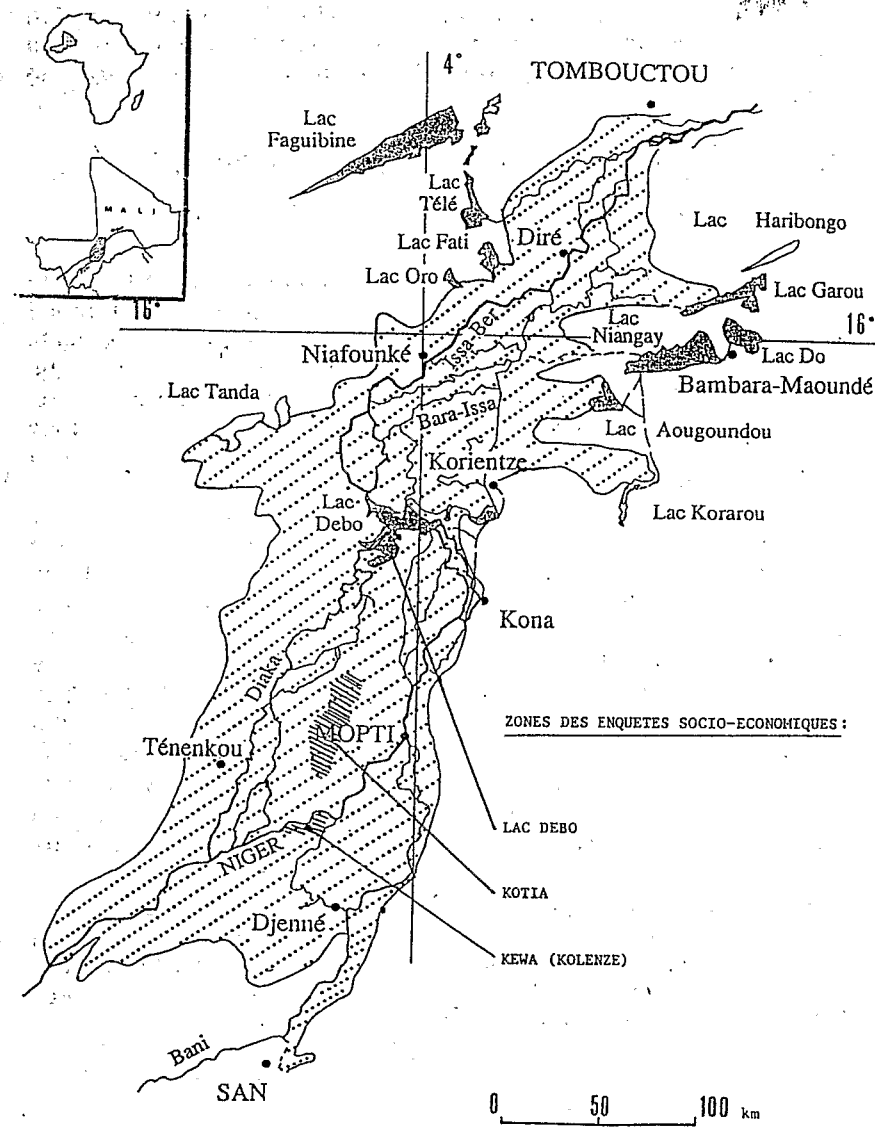 4°
TOMBOUCTOU
Lac
Faguibine
Lac
Télé
MALI
Lac Haribongo
Lac Fati
Diré
Lac Oro
Lac Garou
16°
Lac
Niangay
16°
Issa-Ber
Niafounké
Lac Do
Bambara-Maoundé
Lac Tanda
Bara-Issa
Lac Aougoundou
Korientze
Lac
Debo
Lac Korarou
Kona
Diaka
ZONES DES ENQUETES SOCIO-ECONOMIQUES:
MOPTI
Ténenkou
LAC DEBO
NIGER
KOTIA
Djenné
KEWA (KOLENZE)
Bani
SAN
0 50 100 km